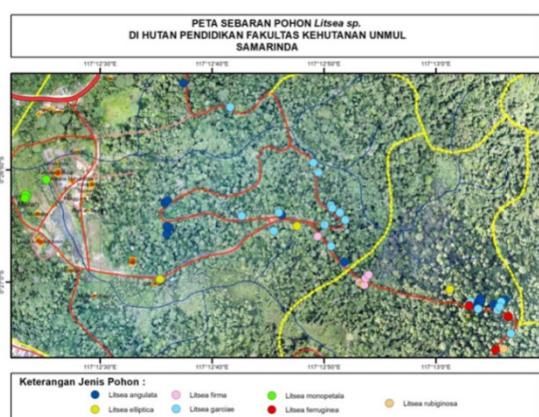 PETA SEBARAN POHON Litsea sp.
DI HUTAN PENDIDIKAN FAKULTAS KEHUTANAN UNMUL
SAMARINDA
117°12'30"E 117°12'40"E 117°12'50"E 117°13'0"E
117°12'30"E 117°12'40"E 117°12'50"E 117°13'0"E
Keterangan Jenis Pohon :
Litsea angulata Litsea firma Litsea monopetala Litsea rubiginosa
Litsea elliptica Litsea garciae Litsea ferruginea